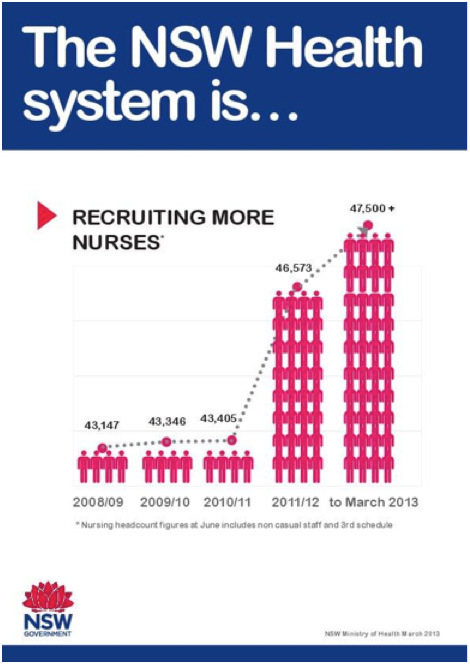 The NSW Health
system is...
RECRUITING MORE
NURSES*
43,147
43,346
43,405
46,573
47,500 +
2008/09 2009/10 2010/11 2011/12 to March 2013
* Nursing headcount figures at June includes non casual staff and 3rd schedule
NSW
GOVERNMENT
NSW Ministry of Health March 2013